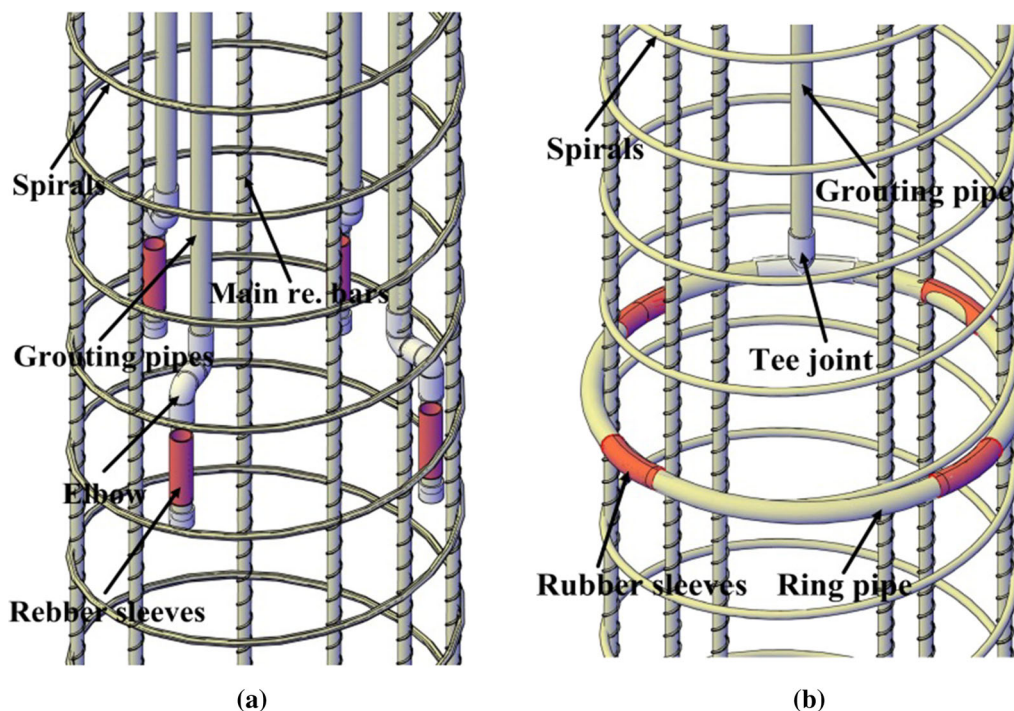 Spirals
Main re. bars
Grouting pipes
Elbow
Rebber sleeves
(a)
Spirals
Grouting pipe
Tee joint
Rubber sleeves
Ring pipe
(b)